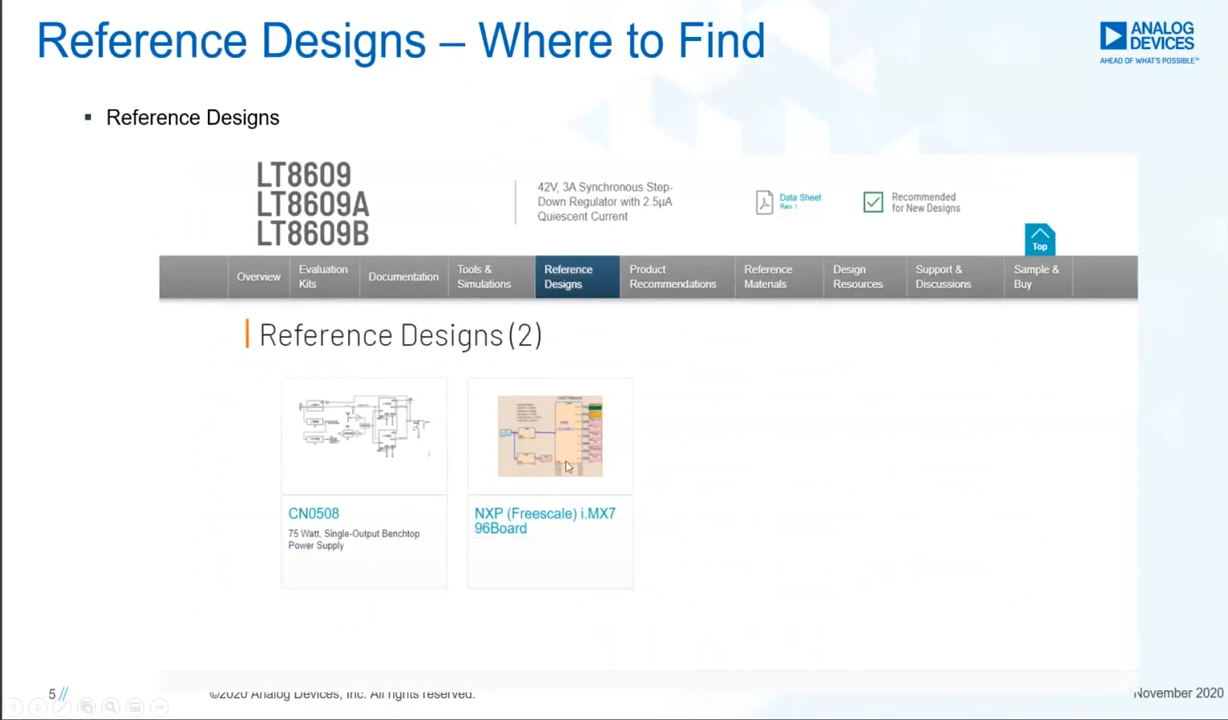 Reference Designs – Where to Find
ANALOG
DEVICES
AHEAD OF WHAT'S POSSIBLE™
▪ Reference Designs
LT8609
LT8609A
LT8609B
42V, 3A Synchronous Step-
Down Regulator with 2.5μA
Quiescent Current
Data Sheet
Rev. I
Recommended
for New Designs
Top
Overview
Evaluation
Kits
Documentation
Tools &
Simulations
Reference
Designs
Product
Recommendations
Reference
Materials
Design
Resources
Support &
Discussions
Sample &
Buy
Reference Designs (2)
CN0508
75 Watt, Single-Output Benchtop
Power Supply
NXP (Freescale) i.MX7
96Board
5 //
©2020 Analog Devices, Inc. All rights reserved.
November 2020